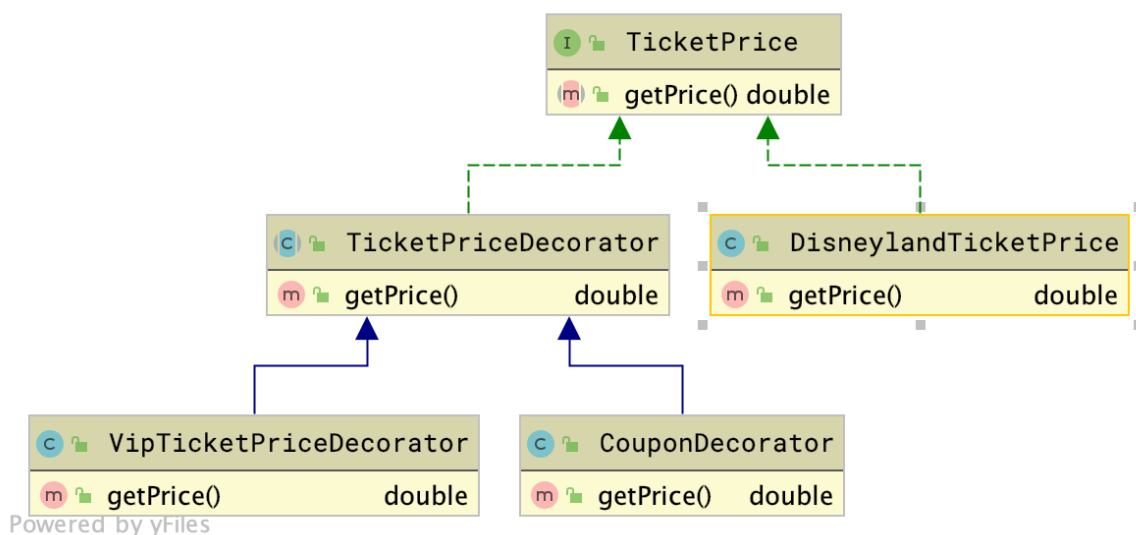 I TicketPrice
m getPrice() double
C TicketPriceDecorator
m getPrice() double
C DisneylandTicketPrice
m getPrice() double
C VipTicketPriceDecorator
m getPrice() double
C CouponDecorator
m getPrice() double
Powered by yFiles